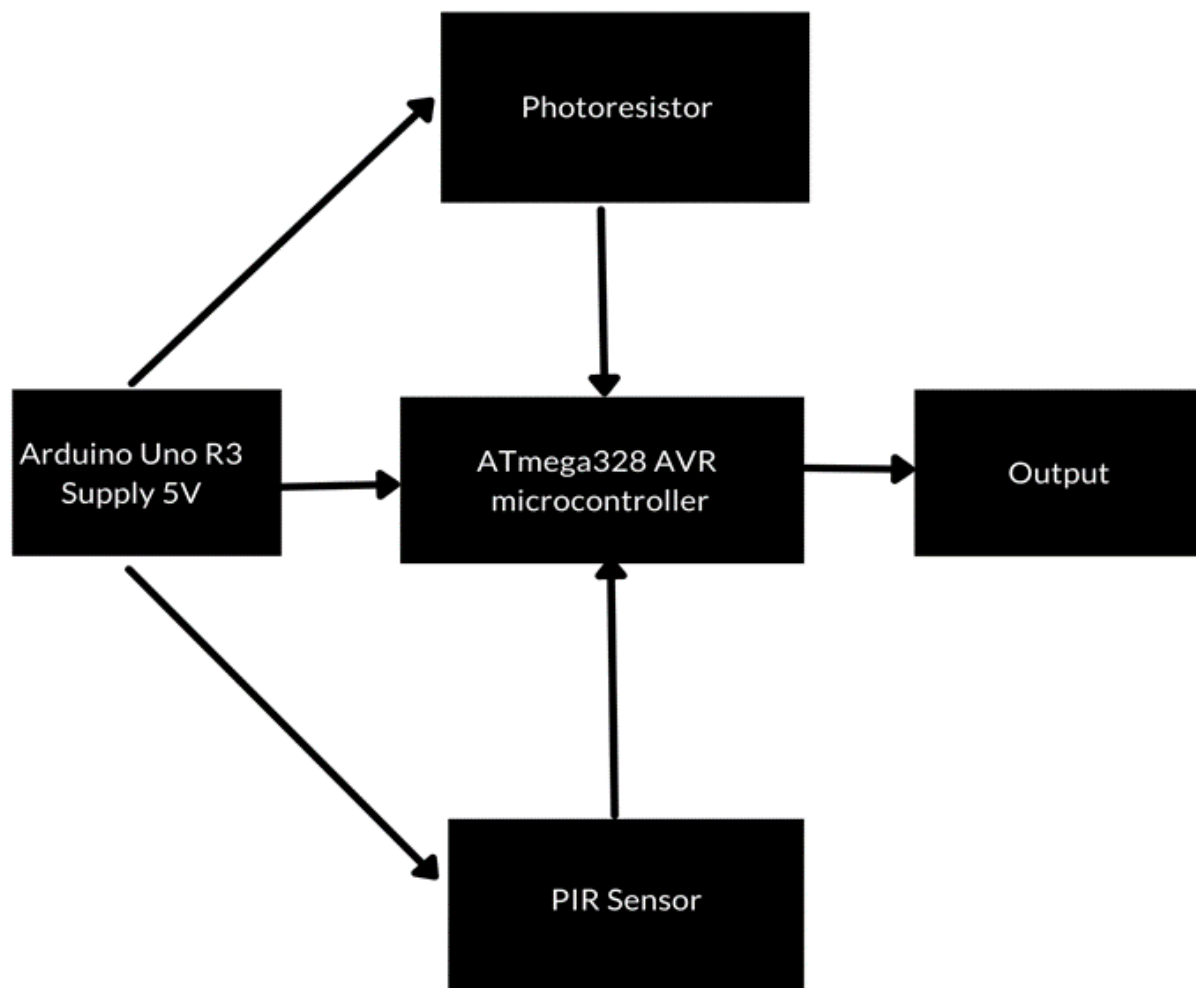 Photoresistor
Arduino Uno R3
Supply 5V
ATmega328 AVR
microcontroller
Output
PIR Sensor